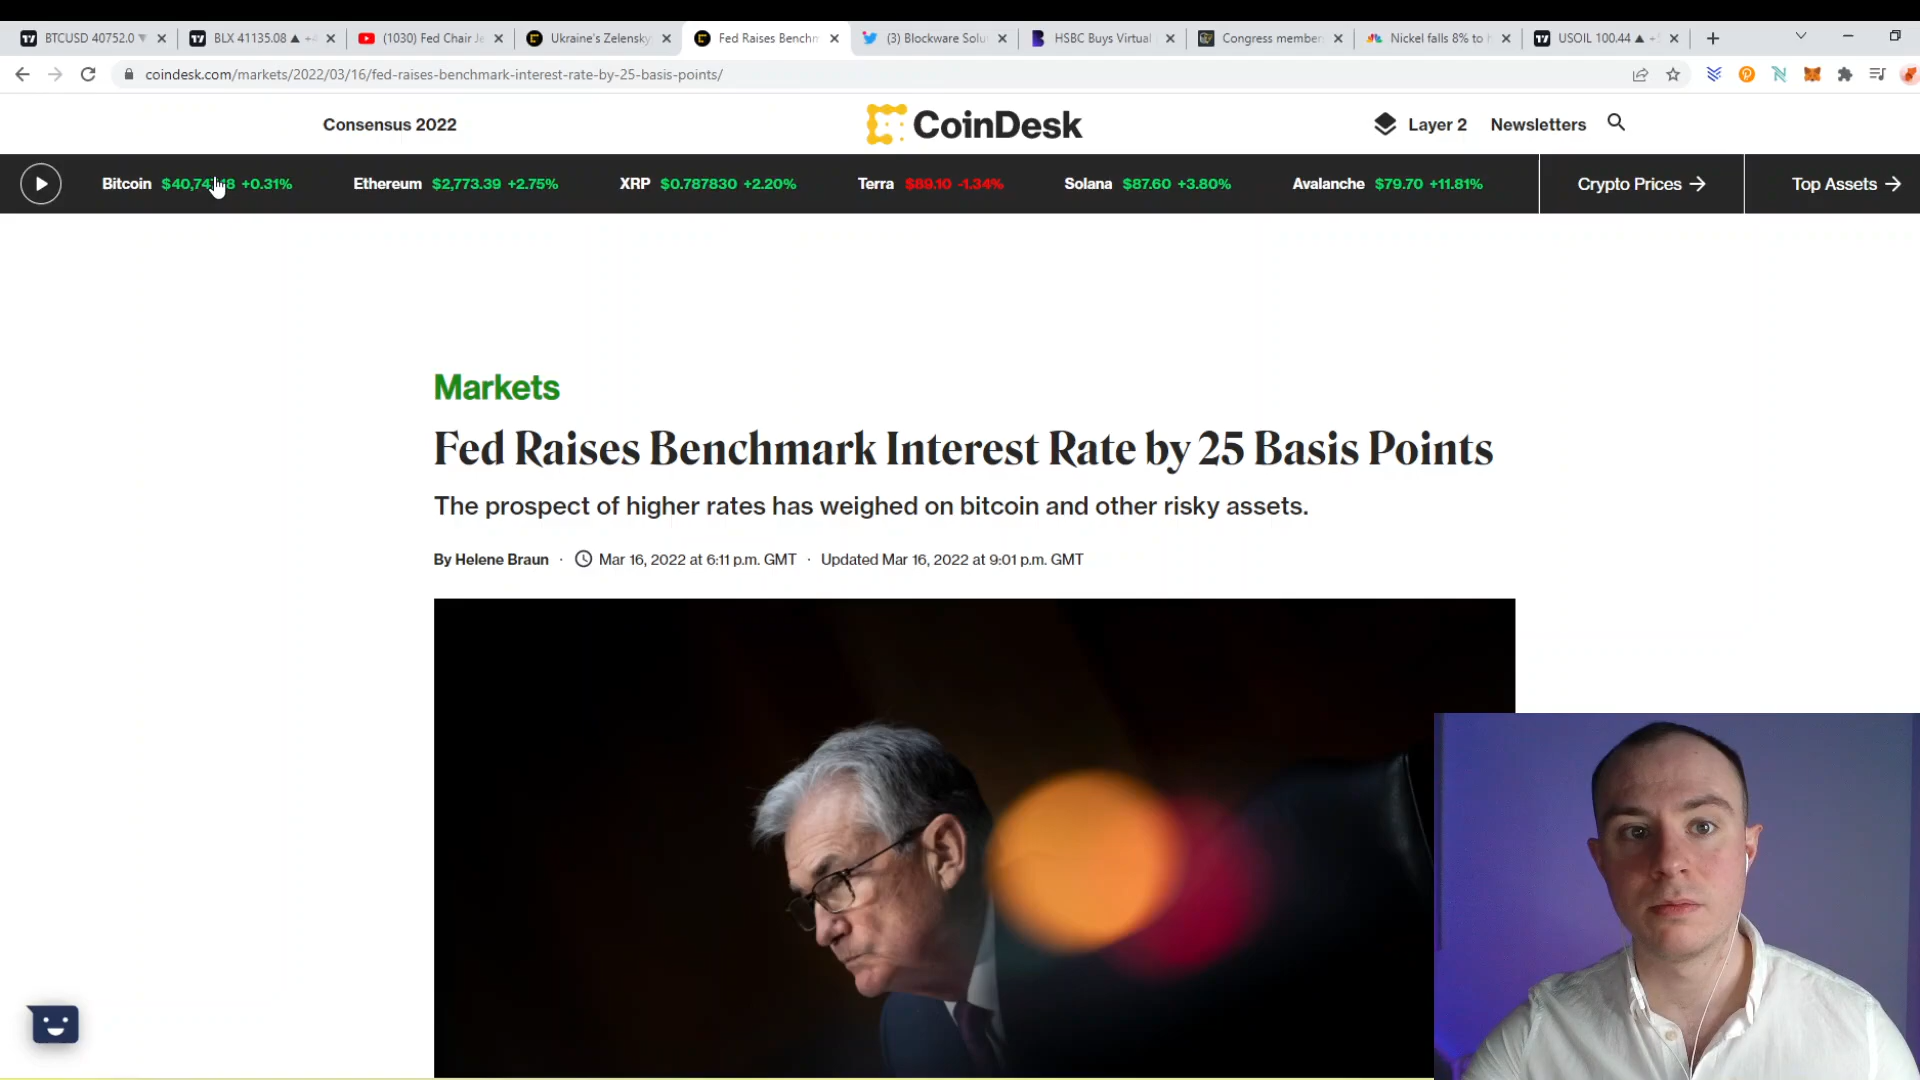 BTCUSD 40752.0 ▼
BLX 41135.08 ▲
(1030) Fed Chair Je
Ukraine's Zelensky
Fed Raises Benchm
(3) Blockware Solu
HSBC Buys Virtual
Congress member
Nickel falls 8% to
USOIL 100.44 ▲
coindesk.com/markets/2022/03/16/fed-raises-benchmark-interest-rate-by-25-basis-points/
Consensus 2022
CoinDesk
Layer 2
Newsletters
Bitcoin +0.31%
Ethereum $2,773.39 +2.75%
XRP $0.787830 +2.20%
Terra $89.10 -1.34%
Solana $87.60 +3.80%
Avalanche $79.70 +11.81%
Crypto Prices →
Top Assets →
Markets
Fed Raises Benchmark Interest Rate by 25 Basis Points
The prospect of higher rates has weighed on bitcoin and other risky assets.
By Helene Braun · Mar 16, 2022 at 6:11 p.m. GMT · Updated Mar 16, 2022 at 9:01 p.m. GMT